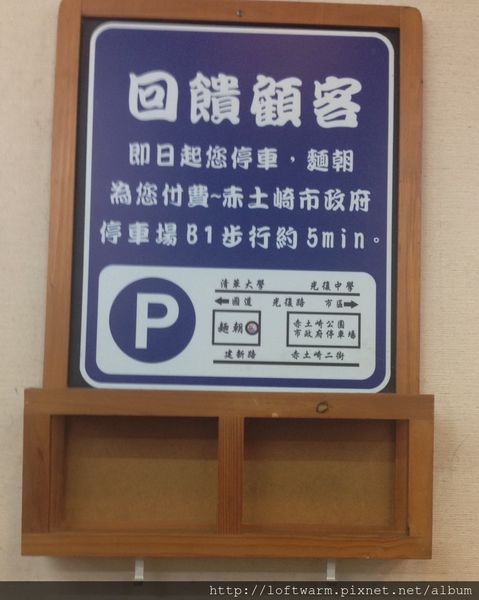 回饋顧客
即日起您停車，麵朝
為您付費~赤土崎市政府
停車場B1步行約5min。
P
清華大學 光復中學
←國道 光復路 市區→
麵朝
赤土崎公園
市政府停車場
建新路 赤土崎二街
http://loftwarm.pixnet.net/album